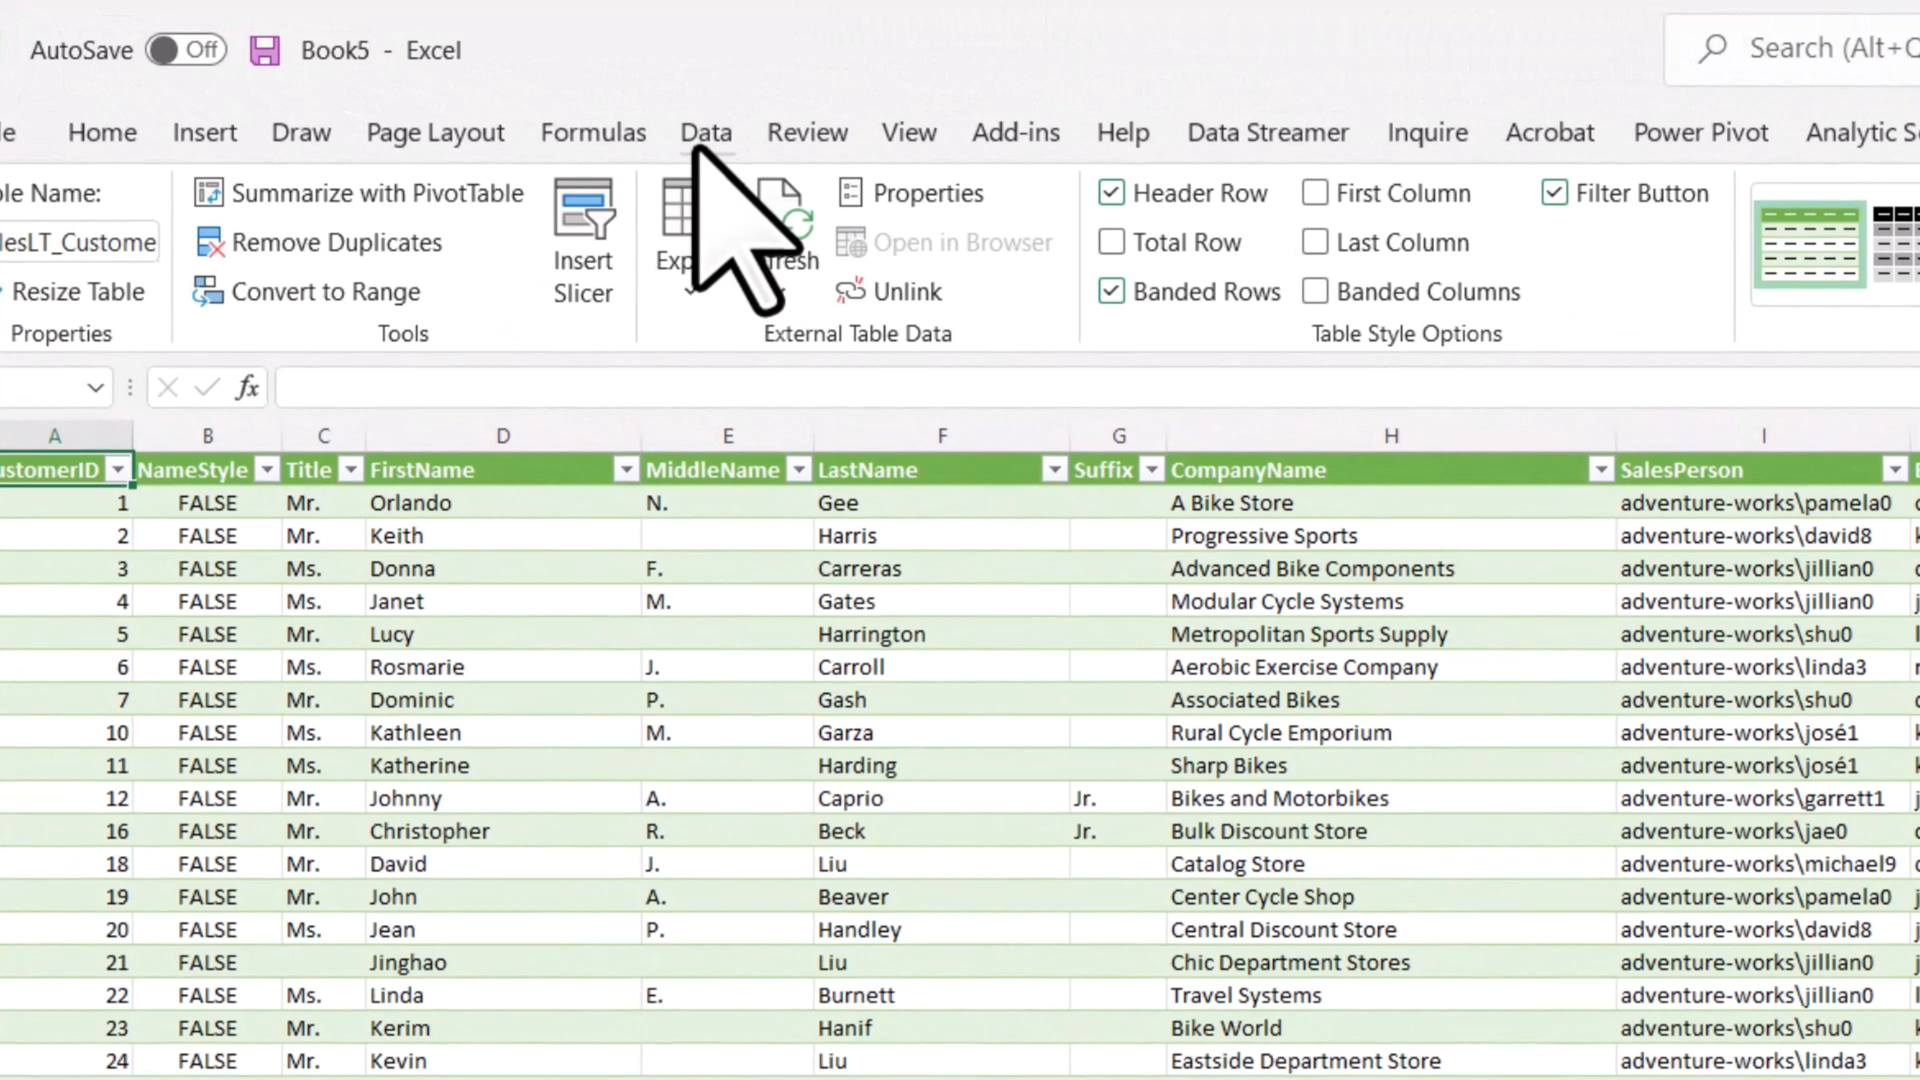 AutoSave Off Book5 - Excel Search (Alt+Q
le Home Insert Draw Page Layout Formulas Data Review View Add-ins Help Data Streamer Inquire Acrobat Power Pivot Analytic S
ole Name: Summarize with PivotTable Properties Header Row First Column Filter Button
lesLT_Custome Remove Duplicates Open in Browser Total Row Last Column
Insert Slicer Exp fresh
Resize Table Convert to Range Unlink Banded Rows Banded Columns
Properties Tools External Table Data Table Style Options
fx
A B C D E F G H I
ustomerID NameStyle Title FirstName MiddleName LastName Suffix CompanyName SalesPerson
1 FALSE Mr. Orlando N. Gee A Bike Store adventure-works\pamela0
2 FALSE Mr. Keith Harris Progressive Sports adventure-works\david8
3 FALSE Ms. Donna F. Carreras Advanced Bike Components adventure-works\jillian0
4 FALSE Ms. Janet M. Gates Modular Cycle Systems adventure-works\jillian0
5 FALSE Mr. Lucy Harrington Metropolitan Sports Supply adventure-works\shu0
6 FALSE Ms. Rosmarie J. Carroll Aerobic Exercise Company adventure-works\linda3
7 FALSE Mr. Dominic P. Gash Associated Bikes adventure-works\shu0
10 FALSE Ms. Kathleen M. Garza Rural Cycle Emporium adventure-works\josé1
11 FALSE Ms. Katherine Harding Sharp Bikes adventure-works\josé1
12 FALSE Mr. Johnny A. Caprio Jr. Bikes and Motorbikes adventure-works\garrett1
16 FALSE Mr. Christopher R. Beck Jr. Bulk Discount Store adventure-works\jae0
18 FALSE Mr. David J. Liu Catalog Store adventure-works\michael9
19 FALSE Mr. John A. Beaver Center Cycle Shop adventure-works\pamela0
20 FALSE Ms. Jean P. Handley Central Discount Store adventure-works\david8
21 FALSE Jinghao Liu Chic Department Stores adventure-works\jillian0
22 FALSE Ms. Linda E. Burnett Travel Systems adventure-works\jillian0
23 FALSE Mr. Kerim Hanif Bike World adventure-works\shu0
24 FALSE Mr. Kevin Liu Eastside Department Store adventure-works\linda3